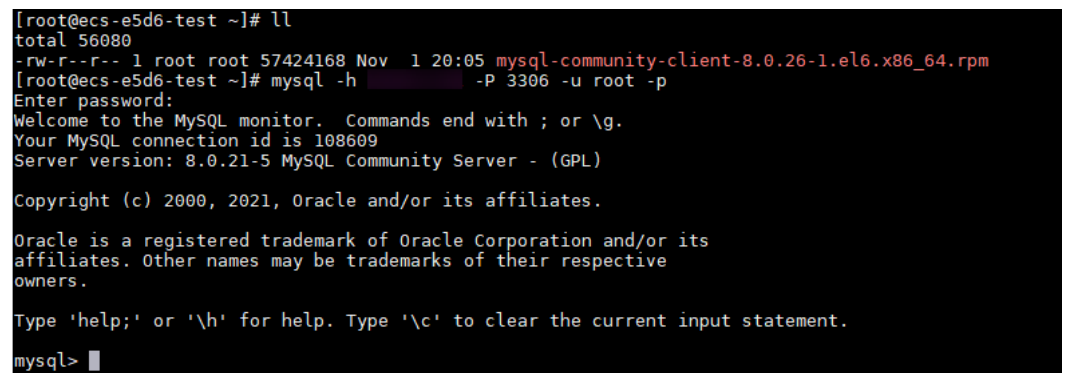 [root@ecs-e5d6-test ~]# ll
total 56080
-rw-r--r-- 1 root root 57424168 Nov  1 20:05 mysql-community-client-8.0.26-1.el6.x86_64.rpm
[root@ecs-e5d6-test ~]# mysql -h -P 3306 -u root -p
Enter password:
Welcome to the MySQL monitor.  Commands end with ; or \g.
Your MySQL connection id is 108609
Server version: 8.0.21-5 MySQL Community Server - (GPL)
Copyright (c) 2000, 2021, Oracle and/or its affiliates.
Oracle is a registered trademark of Oracle Corporation and/or its
affiliates. Other names may be trademarks of their respective
owners.
Type 'help;' or '\h' for help. Type '\c' to clear the current input statement.
mysql>